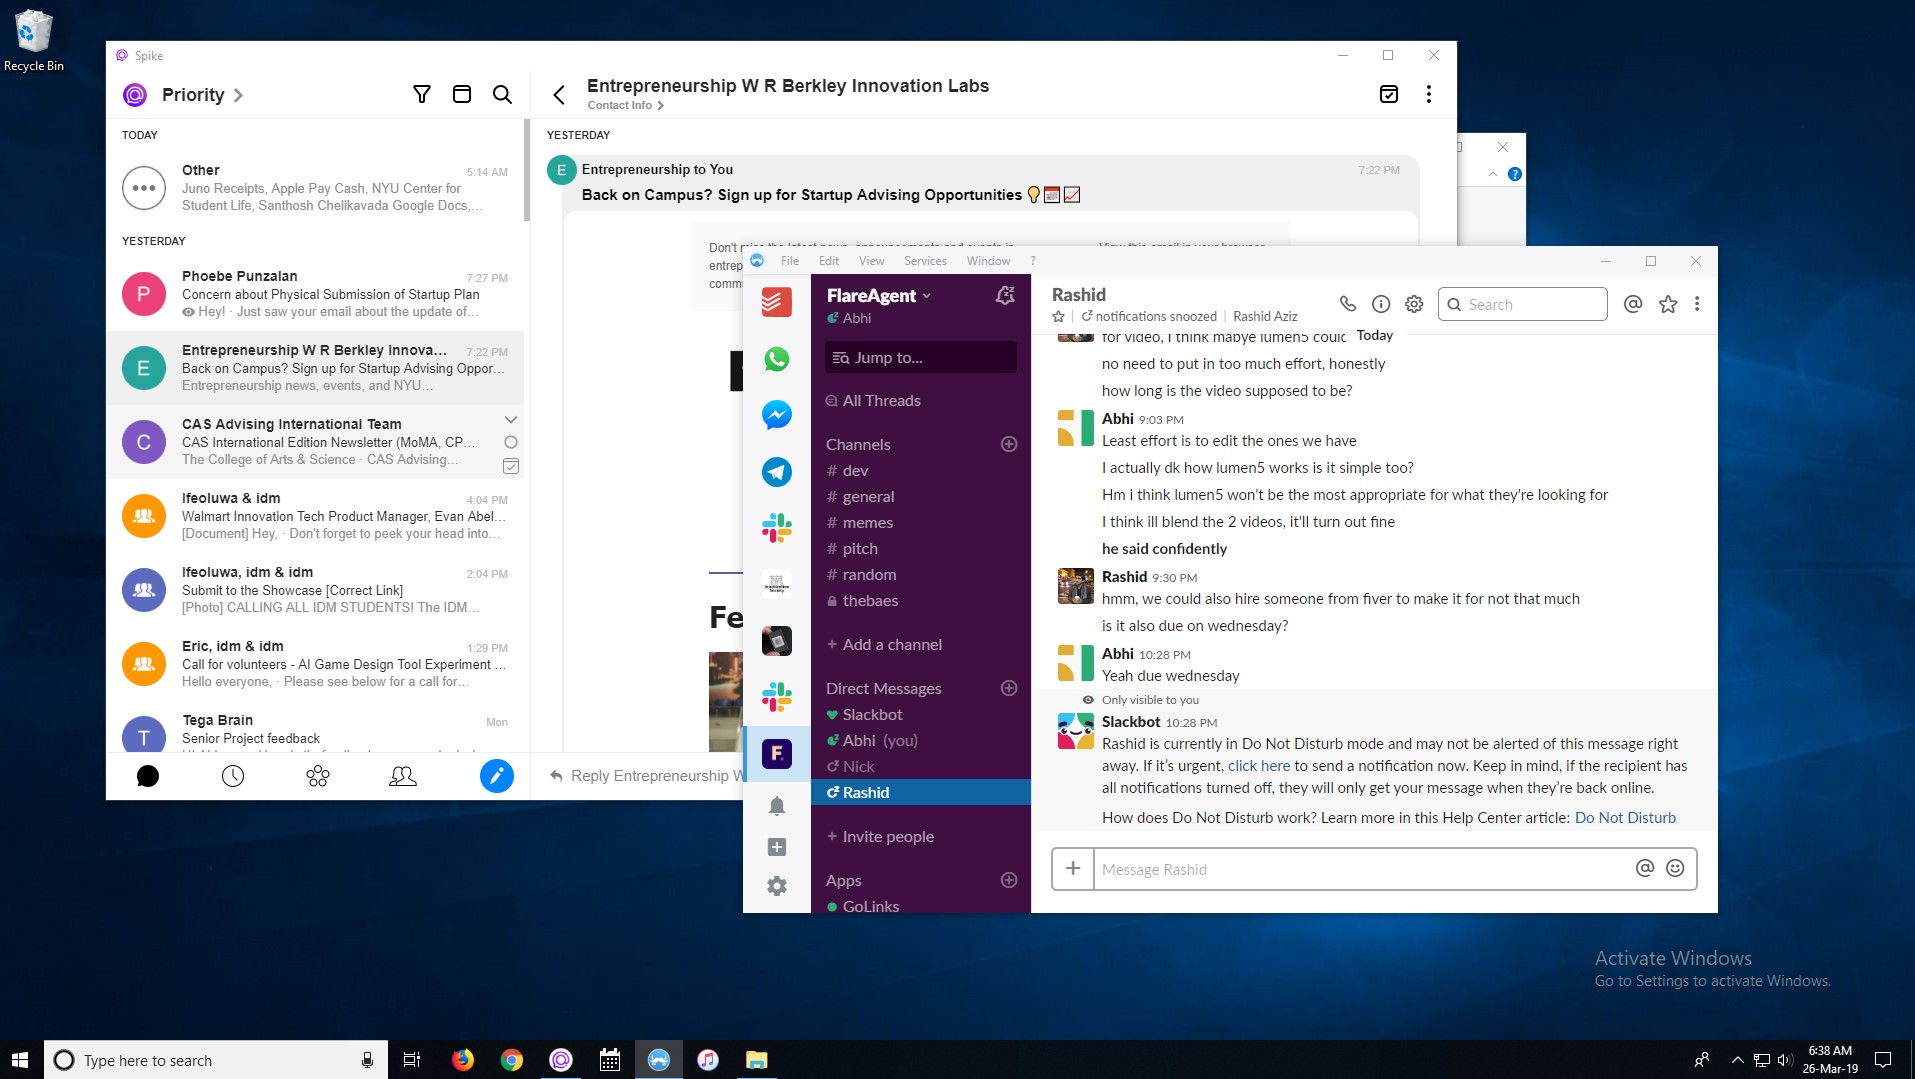 Recycle Bin
Spike
Priority
TODAY
Other
5:14 AM
Juno Receipts, Apple Pay Cash, NYU Center for
Student Life, Santhosh Chelikavada Google Docs,...
YESTERDAY
Phoebe Punzalan
7:27 PM
Concern about Physical Submission of Startup Plan
Hey! · Just saw your email about the update of...
Entrepreneurship W R Berkley Innova...
7:22 PM
Back on Campus? Sign up for Startup Advising Oppor...
Entrepreneurship news, events, and NYU...
CAS Advising International Team
CAS International Edition Newsletter (MoMA, CP...
The College of Arts & Science · CAS Advising...
Ifeoluwa & idm
4:04 PM
Walmart Innovation Tech Product Manager, Evan Abel...
[Document] Hey, · Don't forget to peek your head into...
Ifeoluwa, idm & idm
2:04 PM
Submit to the Showcase [Correct Link]
[Photo] CALLING ALL IDM STUDENTS! The IDM...
Eric, idm & idm
1:29 PM
Call for volunteers - AI Game Design Tool Experiment ...
Hello everyone, · Please see below for a call for...
Tega Brain
Mon
Senior Project feedback
P
E
C
T
Entrepreneurship W R Berkley Innovation Labs
Contact Info
YESTERDAY
E
Entrepreneurship to You
7:22 PM
Back on Campus? Sign up for Startup Advising Opportunities
Don't miss the latest news, announcements and events in
View this email in your browser
entrep
commu
Fe
Reply Entrepreneurship W
?
File Edit View Services Window ?
FlareAgent
Abhi
Jump to...
All Threads
Channels
# dev
# general
# memes
# pitch
# random
thebaes
+ Add a channel
Direct Messages
Slackbot
Abhi (you)
Nick
Rashid
+ Invite people
Apps
GoLinks
F.
Rashid
notifications snoozed | Rashid Aziz
Search
Today
for video, I think mabye lumen5 could
no need to put in too much effort, honestly
how long is the video supposed to be?
Abhi 9:03 PM
Least effort is to edit the ones we have
I actually dk how lumen5 works is it simple too?
Hm i think lumen5 won't be the most appropriate for what they're looking for
I think ill blend the 2 videos, it'll turn out fine
he said confidently
Rashid 9:30 PM
hmm, we could also hire someone from fiver to make it for not that much
is it also due on wednesday?
Abhi 10:28 PM
Yeah due wednesday
Only visible to you
Slackbot 10:28 PM
Rashid is currently in Do Not Disturb mode and may not be alerted of this message right
away. If it's urgent, click here to send a notification now. Keep in mind, if the recipient has
all notifications turned off, they will only get your message when they're back online.
How does Do Not Disturb work? Learn more in this Help Center article: Do Not Disturb
Message Rashid
Activate Windows
Go to Settings to activate Windows.
Type here to search
6:38 AM
26-Mar-19